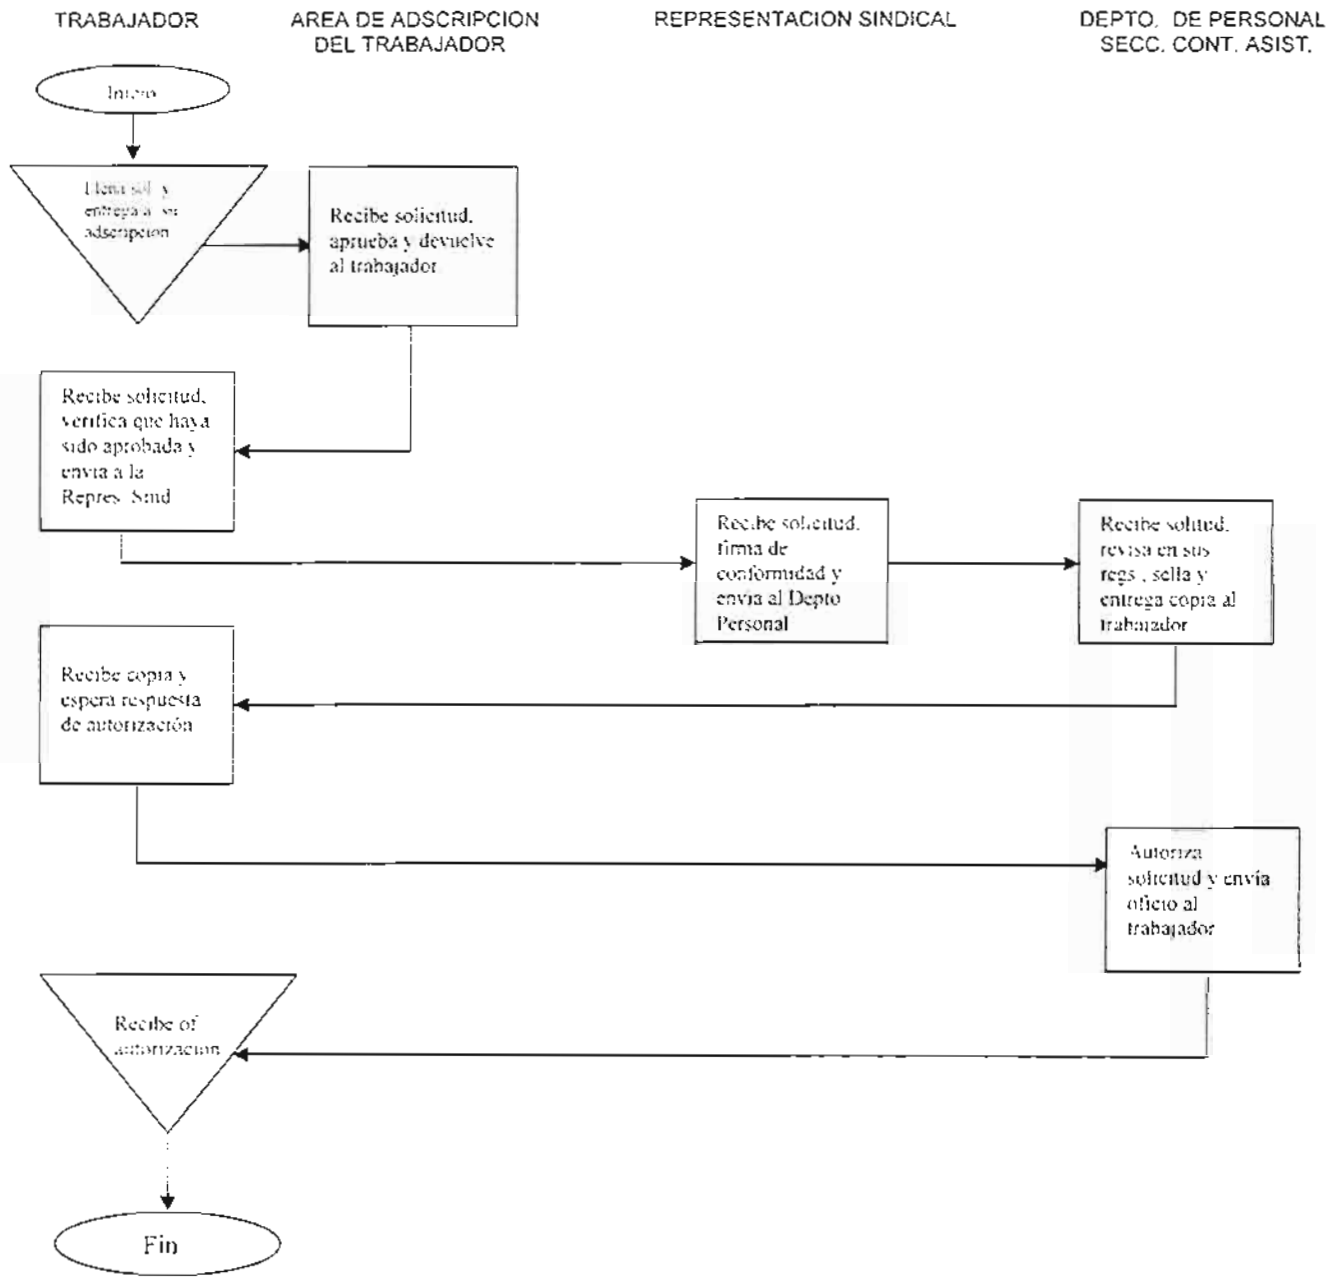 TRABAJADOR
AREA DE ADSCRIPCION
DEL TRABAJADOR
REPRESENTACION SINDICAL
DEPTO. DE PERSONAL
SECC. CONT. ASIST.
Inicio
Llena sol y
entrega a su
adscripcion
Recibe solicitud,
aprueba y devuelve
al trabajador
Recibe solicitud,
verifica que haya
sido aprobada y
envia a la
Repres. Sind
Recibe solicitud,
firma de
conformidad y
envia al Depto
Personal
Recibe solitud,
revisa en sus
regs., sella y
entrega copia al
trabajador
Recibe copia y
espera respuesta
de autorización
Autoriza
solicitud y envía
oficio al
trabajador
Recibe of
autorización
Fin